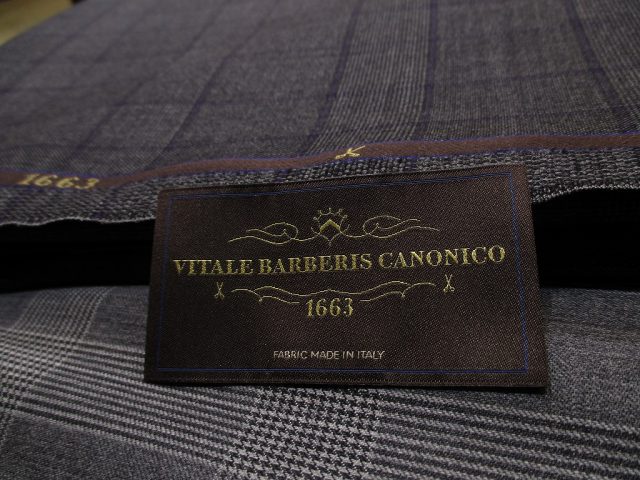 1663
VITALE BARBERIS CANONICO
1663
FABRIC MADE IN ITALY